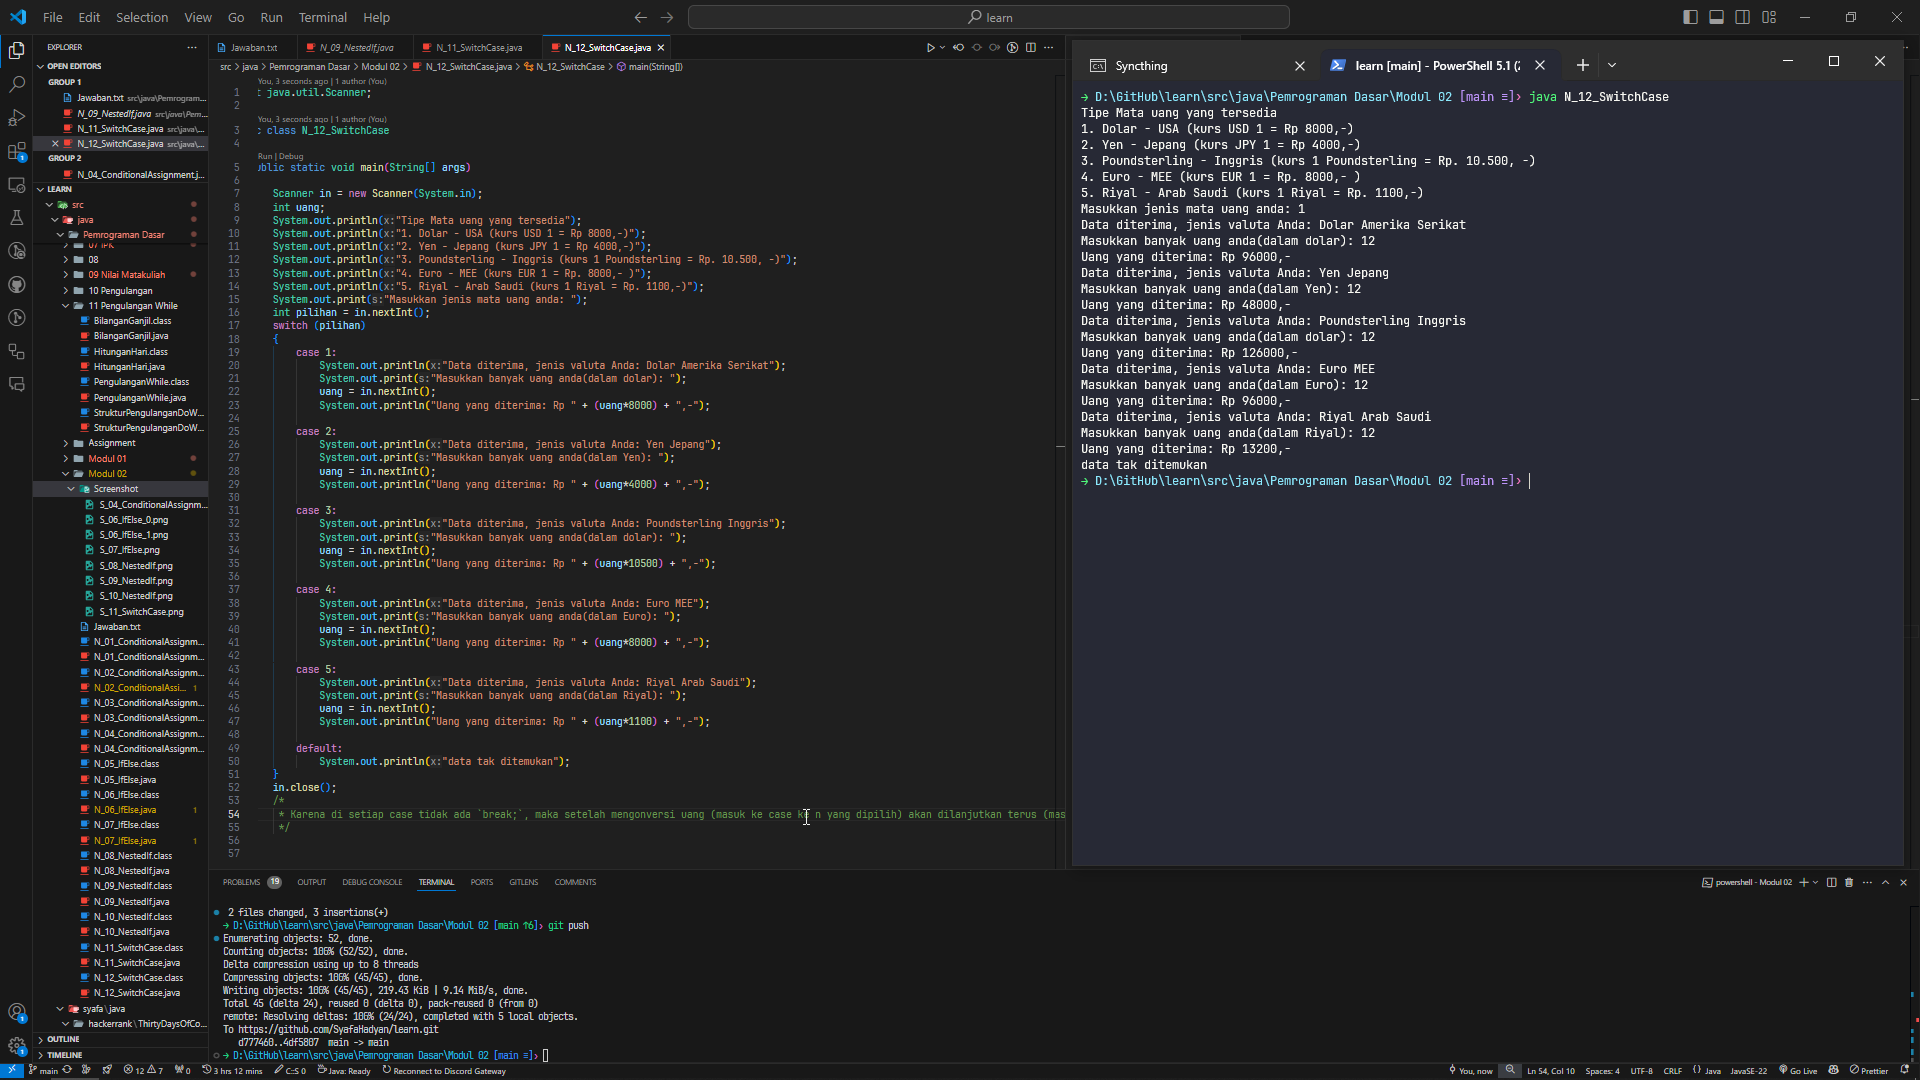 File Edit Selection View Go Run Terminal Help
learn
EXPLORER
OPEN EDITORS
GROUP 1
Jawaban.txt src\java\Pemrogram...
N_09_NestedIf.java src\java\Pem...
N_11_SwitchCase.java src\java\...
N_12_SwitchCase.java src\java\...
GROUP 2
N_04_ConditionalAssignment.j...
LEARN
src
java
Pemrograman Dasar
08
09 Nilai Matakuliah
10 Pengulangan
11 Pengulangan While
BilanganGanjil.class
BilanganGanjil.java
HitunganHari.class
HitunganHari.java
PengulanganWhile.class
PengulanganWhile.java
StrukturPengulanganDoW...
StrukturPengulanganDoW...
Assignment
Modul 01
Modul 02
Screenshot
S_04_ConditionalAssignm...
S_06_IfElse_0.png
S_06_IfElse_1.png
S_07_IfElse.png
S_08_NestedIf.png
S_09_NestedIf.png
S_10_NestedIf.png
S_11_SwitchCase.png
Jawaban.txt
N_01_ConditionalAssignm...
N_01_ConditionalAssignm...
N_02_ConditionalAssignm...
N_02_ConditionalAssi... 1
N_03_ConditionalAssignm...
N_03_ConditionalAssignm...
N_04_ConditionalAssignm...
N_04_ConditionalAssignm...
N_05_IfElse.class
N_05_IfElse.java
N_06_IfElse.class
N_06_IfElse.java 1
N_07_IfElse.class
N_07_IfElse.java 1
N_08_NestedIf.class
N_08_NestedIf.java
N_09_NestedIf.class
N_09_NestedIf.java
N_10_NestedIf.class
N_10_NestedIf.java
N_11_SwitchCase.class
N_11_SwitchCase.java
N_12_SwitchCase.class
N_12_SwitchCase.java
syafa\java
hackerrank\ThirtyDaysOfCo...
OUTLINE
TIMELINE
Jawaban.txt N_09_NestedIf.java N_11_SwitchCase.java N_12_SwitchCase.java
src > java > Pemrograman Dasar > Modul 02 > N_12_SwitchCase.java > N_12_SwitchCase > main(String[])
You, 3 seconds ago | 1 author (You)
1 t java.util.Scanner;
2
You, 3 seconds ago | 1 author (You)
3 : class N_12_SwitchCase
4
Run | Debug
5 ublic static void main(String[] args)
6
7 Scanner in = new Scanner(System.in);
8 int uang;
9 System.out.println(x:"Tipe Mata uang yang tersedia");
10 System.out.println(x:"1. Dolar - USA (kurs USD 1 = Rp 8000,-)");
11 System.out.println(x:"2. Yen - Jepang (kurs JPY 1 = Rp 4000,-)");
12 System.out.println(x:"3. Poundsterling - Inggris (kurs 1 Poundsterling = Rp. 10.500, -)");
13 System.out.println(x:"4. Euro - MEE (kurs EUR 1 = Rp. 8000,- )");
14 System.out.println(x:"5. Riyal - Arab Saudi (kurs 1 Riyal = Rp. 1100,-)");
15 System.out.print(s:"Masukkan jenis mata uang anda: ");
16 int pilihan = in.nextInt();
17 switch (pilihan)
18 {
19 case 1:
20 System.out.println(x:"Data diterima, jenis valuta Anda: Dolar Amerika Serikat");
21 System.out.print(s:"Masukkan banyak uang anda(dalam dolar): ");
22 uang = in.nextInt();
23 System.out.println("Uang yang diterima: Rp " + (uang*8000) + ",-");
24
25 case 2:
26 System.out.println(x:"Data diterima, jenis valuta Anda: Yen Jepang");
27 System.out.print(s:"Masukkan banyak uang anda(dalam Yen): ");
28 uang = in.nextInt();
29 System.out.println("Uang yang diterima: Rp " + (uang*4000) + ",-");
30
31 case 3:
32 System.out.println(x:"Data diterima, jenis valuta Anda: Poundsterling Inggris");
33 System.out.print(s:"Masukkan banyak uang anda(dalam dolar): ");
34 uang = in.nextInt();
35 System.out.println("Uang yang diterima: Rp " + (uang*10500) + ",-");
36
37 case 4:
38 System.out.println(x:"Data diterima, jenis valuta Anda: Euro MEE");
39 System.out.print(s:"Masukkan banyak uang anda(dalam Euro): ");
40 uang = in.nextInt();
41 System.out.println("Uang yang diterima: Rp " + (uang*8000) + ",-");
42
43 case 5:
44 System.out.println(x:"Data diterima, jenis valuta Anda: Riyal Arab Saudi");
45 System.out.print(s:"Masukkan banyak uang anda(dalam Riyal): ");
46 uang = in.nextInt();
47 System.out.println("Uang yang diterima: Rp " + (uang*1100) + ",-");
48
49 default:
50 System.out.println(x:"data tak ditemukan");
51 }
52 in.close();
53 /*
54 * Karena di setiap case tidak ada `break;`, maka setelah mengonversi uang (masuk ke case ke n yang dipilih) akan dilanjutkan terus (mas
55 */
56
57
Syncthing
learn [main] - PowerShell 5.1 (2
→ D:\GitHub\learn\src\java\Pemrograman Dasar\Modul 02 [main ≡]› java N_12_SwitchCase
Tipe Mata uang yang tersedia
1. Dolar - USA (kurs USD 1 = Rp 8000,-)
2. Yen - Jepang (kurs JPY 1 = Rp 4000,-)
3. Poundsterling - Inggris (kurs 1 Poundsterling = Rp. 10.500, -)
4. Euro - MEE (kurs EUR 1 = Rp. 8000,- )
5. Riyal - Arab Saudi (kurs 1 Riyal = Rp. 1100,-)
Masukkan jenis mata uang anda: 1
Data diterima, jenis valuta Anda: Dolar Amerika Serikat
Masukkan banyak uang anda(dalam dolar): 12
Uang yang diterima: Rp 96000,-
Data diterima, jenis valuta Anda: Yen Jepang
Masukkan banyak uang anda(dalam Yen): 12
Uang yang diterima: Rp 48000,-
Data diterima, jenis valuta Anda: Poundsterling Inggris
Masukkan banyak uang anda(dalam dolar): 12
Uang yang diterima: Rp 126000,-
Data diterima, jenis valuta Anda: Euro MEE
Masukkan banyak uang anda(dalam Euro): 12
Uang yang diterima: Rp 96000,-
Data diterima, jenis valuta Anda: Riyal Arab Saudi
Masukkan banyak uang anda(dalam Riyal): 12
Uang yang diterima: Rp 13200,-
data tak ditemukan
→ D:\GitHub\learn\src\java\Pemrograman Dasar\Modul 02 [main ≡]›
PROBLEMS 19 OUTPUT DEBUG CONSOLE TERMINAL PORTS GITLENS COMMENTS
powershell - Modul 02
2 files changed, 3 insertions(+)
→ D:\GitHub\learn\src\java\Pemrograman Dasar\Modul 02 [main ↑6]› git push
Enumerating objects: 52, done.
Counting objects: 100% (52/52), done.
Delta compression using up to 8 threads
Compressing objects: 100% (45/45), done.
Writing objects: 100% (45/45), 219.43 KiB | 9.14 MiB/s, done.
Total 45 (delta 24), reused 0 (delta 0), pack-reused 0 (from 0)
remote: Resolving deltas: 100% (24/24), completed with 5 local objects.
To https://github.com/SyafaHadyan/learn.git
d777460..4df5807 main -> main
→ D:\GitHub\learn\src\java\Pemrograman Dasar\Modul 02 [main ≡]›
main 12 7 0 3 hrs 12 mins C:S 0 Java: Ready Reconnect to Discord Gateway
You, now Ln 54, Col 10 Spaces: 4 UTF-8 CRLF {} Java JavaSE-22 Go Live Prettier